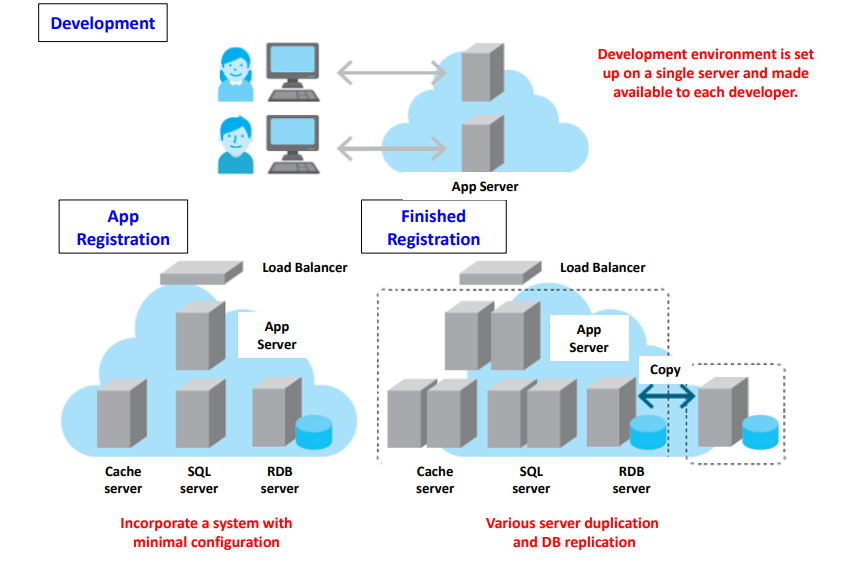 Development
Development environment is set
up on a single server and made
available to each developer.
App Server
App
Registration
Load Balancer
App
Server
Cache
server
SQL
server
RDB
server
Incorporate a system with
minimal configuration
Finished
Registration
Load Balancer
App
Server
Copy
Cache
server
SQL
server
RDB
server
Various server duplication
and DB replication